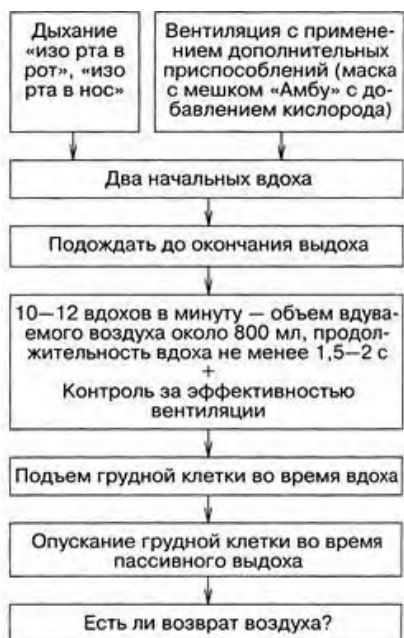 Дыхание
«изо рта в
рот», «изо
рта в нос»
Вентиляция с примене-
нием дополнительных
приспособлений (маска
с мешком «Амбу» с до-
бавлением кислорода)
Два начальных вдоха
Подождать до окончания выдоха
10—12 вдохов в минуту — объем вдува-
емого воздуха около 800 мл, продол-
жительность вдоха не менее 1,5—2 с
+
Контроль за эффективностью
вентиляции
Подъем грудной клетки во время вдоха
Опускание грудной клетки во время
пассивного выдоха
Есть ли возврат воздуха?